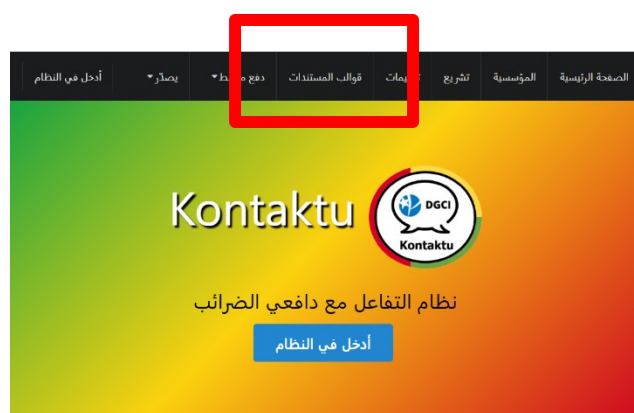 الصفحة الرئيسية المؤسسية تشريع قوالب المستندات دفع يصدّر أدخل في النظام
Kontaktu
DGCI
Kontaktu
نظام التفاعل مع دافعي الضرائب
أدخل في النظام